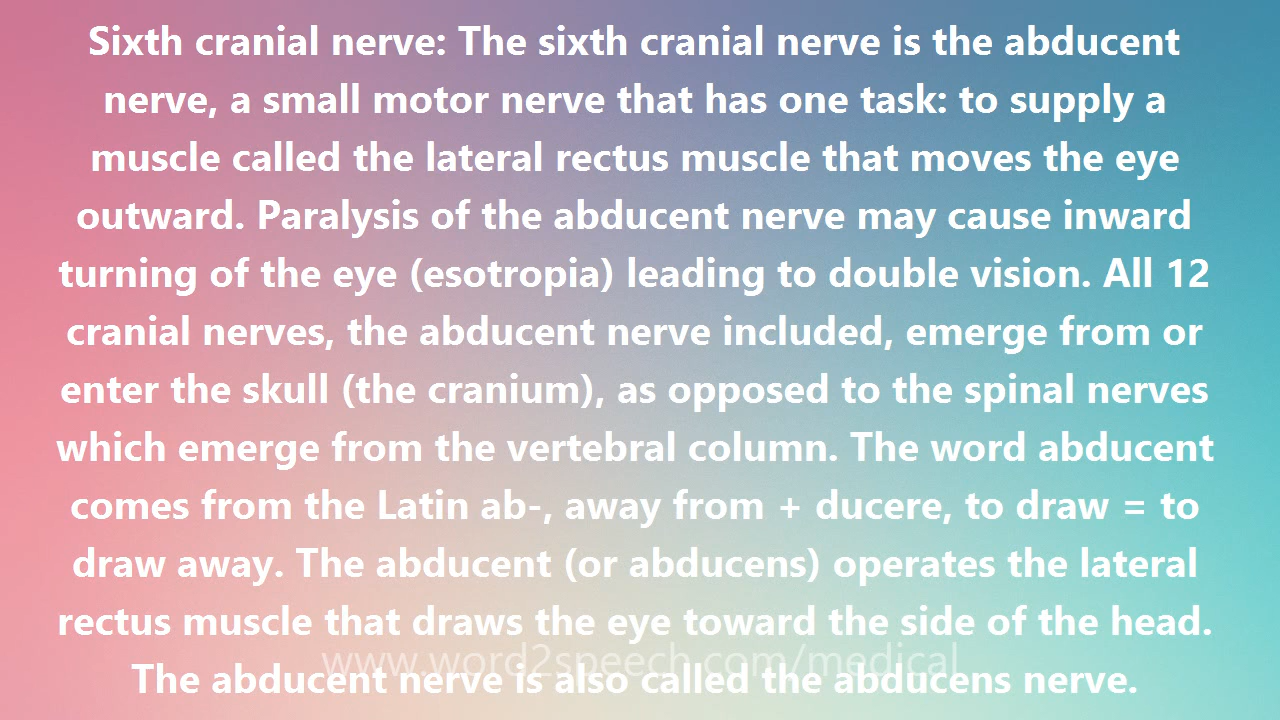 Sixth cranial nerve: The sixth cranial nerve is the abducent
nerve, a small motor nerve that has one task: to supply a
muscle called the lateral rectus muscle that moves the eye
outward. Paralysis of the abducent nerve may cause inward
turning of the eye (esotropia) leading to double vision. All 12
cranial nerves, the abducent nerve included, emerge from or
enter the skull (the cranium), as opposed to the spinal nerves
which emerge from the vertebral column. The word abducent
comes from the Latin ab-, away from + ducere, to draw = to
draw away. The abducent (or abducens) operates the lateral
rectus muscle that draws the eye toward the side of the head.
www.word2speech.com/medical
The abducent nerve is also called the abducens nerve.